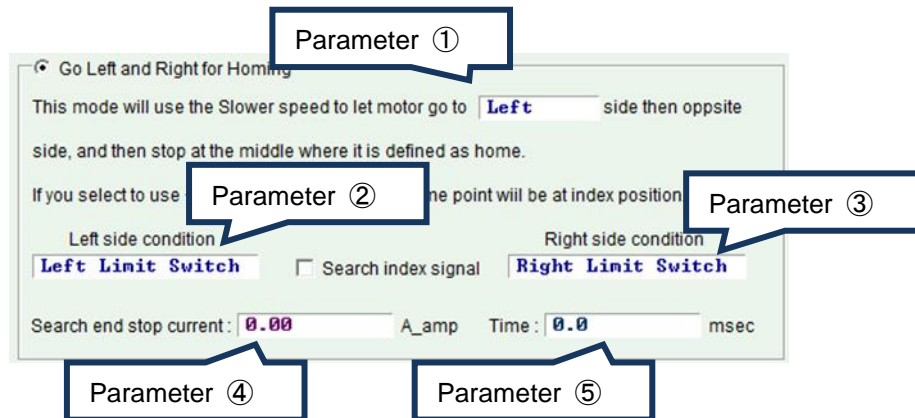 Parameter ①
Go Left and Right for Homing
This mode will use the Slower speed to let motor go to Left side then oppsite
side, and then stop at the middle where it is defined as home.
If you select to use
Parameter ②
point wiil be at index position
Parameter ③
Left side condition
Right side condition
Left Limit Switch
Search index signal
Right Limit Switch
Search end stop current : 0.00 A_amp Time : 0.0 msec
Parameter ④
Parameter ⑤